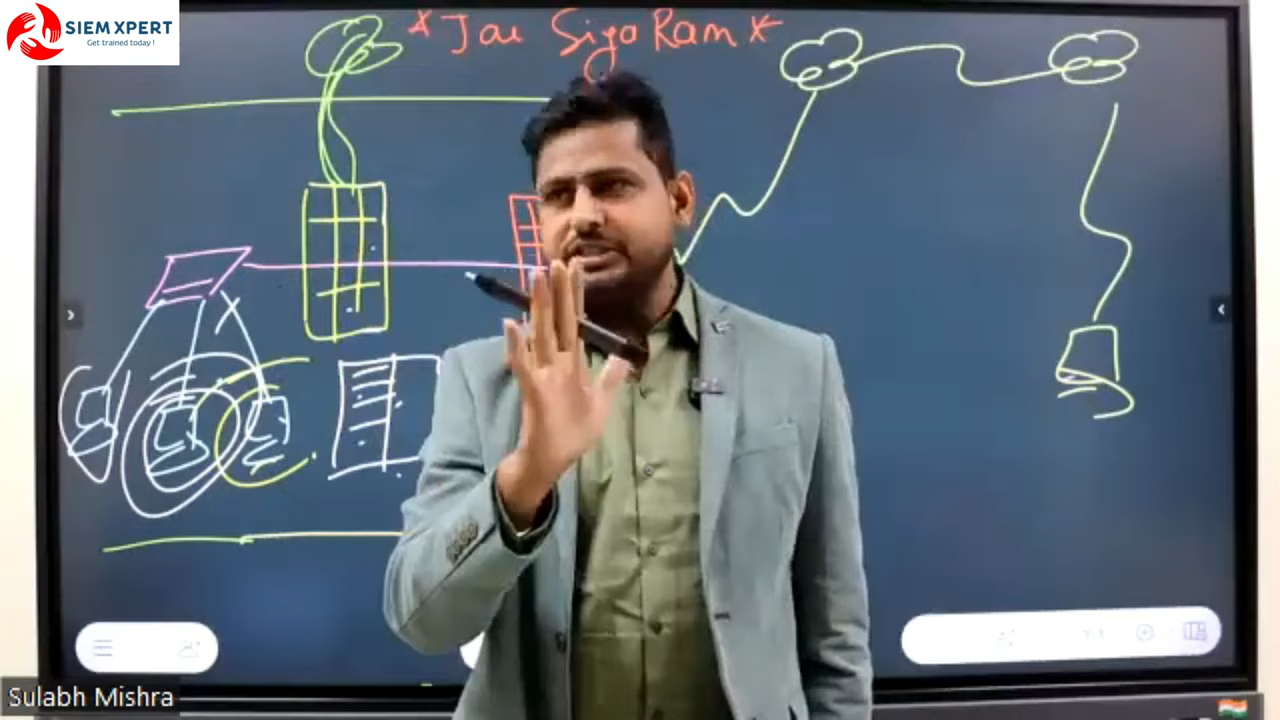 SIEM XPERT
Get trained today !
* Jai Siya Ram *
Sulabh Mishra